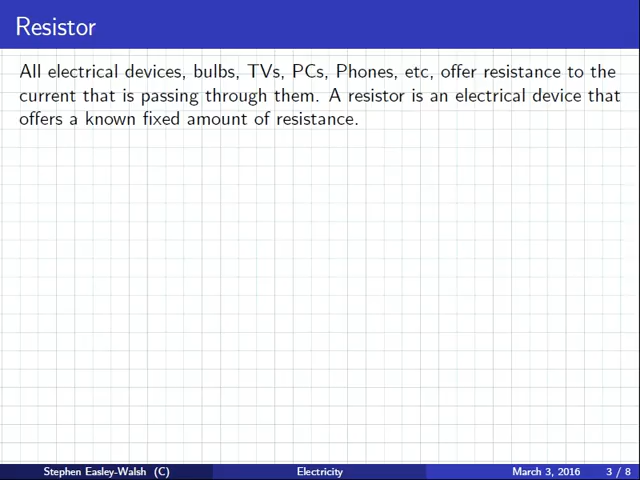 Resistor
All electrical devices, bulbs, TVs, PCs, Phones, etc, offer resistance to the
current that is passing through them. A resistor is an electrical device that
offers a known fixed amount of resistance.
Stephen Easley-Walsh (C) Electricity March 3, 2016 3 / 8